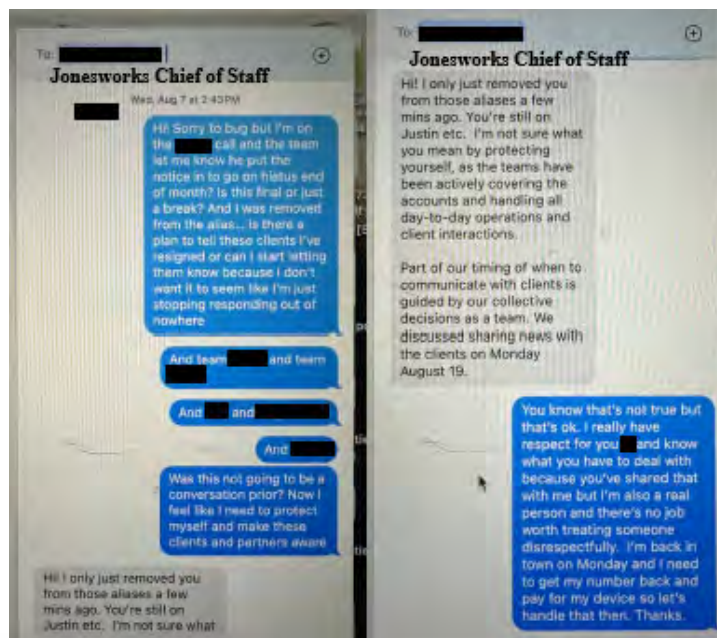 To:
Jonesworks Chief of Staff
Wed, Aug 7 at 2:43 PM
Hi! Sorry to bug but I'm on
the call and the team
let me know he put the
notice in to go on hiatus end
of month? Is this final or just
a break? And I was removed
from the alias... is there a
plan to tell these clients I've
resigned or can I start letting
them know because I don't
want it to seem like I'm just
stopping responding out of
nowhere
And team and team
And and
And
Was this not going to be a
conversation prior? Now I
feel like I need to protect
myself and make these
clients and partners aware
Hi! I only just removed you
from those aliases a few
mins ago. You're still on
Justin etc. I'm not sure what
To:
Jonesworks Chief of Staff
Hi! I only just removed you
from those aliases a few
mins ago. You're still on
Justin etc. I'm not sure what
you mean by protecting
yourself, as the teams have
been actively covering the
accounts and handling all
day-to-day operations and
client interactions.
Part of our timing of when to
communicate with clients is
guided by our collective
decisions as a team. We
discussed sharing news with
the clients on Monday
August 19.
You know that's not true but
that's ok. I really have
respect for you and know
what you have to deal with
because you've shared that
with me but I'm also a real
person and there's no job
worth treating someone
disrespectfully. I'm back in
town on Monday and I need
to get my number back and
pay for my device so let's
handle that then. Thanks.